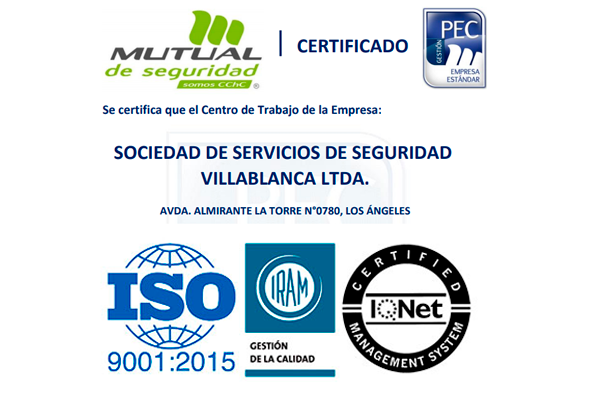 MUTUAL
de seguridad
somos CChC ®
CERTIFICADO
GESTIÓN
PEC
EMPRESA
ESTÁNDAR
Se certifica que el Centro de Trabajo de la Empresa:
SOCIEDAD DE SERVICIOS DE SEGURIDAD
VILLABLANCA LTDA.
AVDA. ALMIRANTE LA TORRE N°0780, LOS ÁNGELES
ISO
9001:2015
IRAM
GESTIÓN
DE LA CALIDAD
CERTIFIED
IQNet
MANAGEMENT SYSTEM